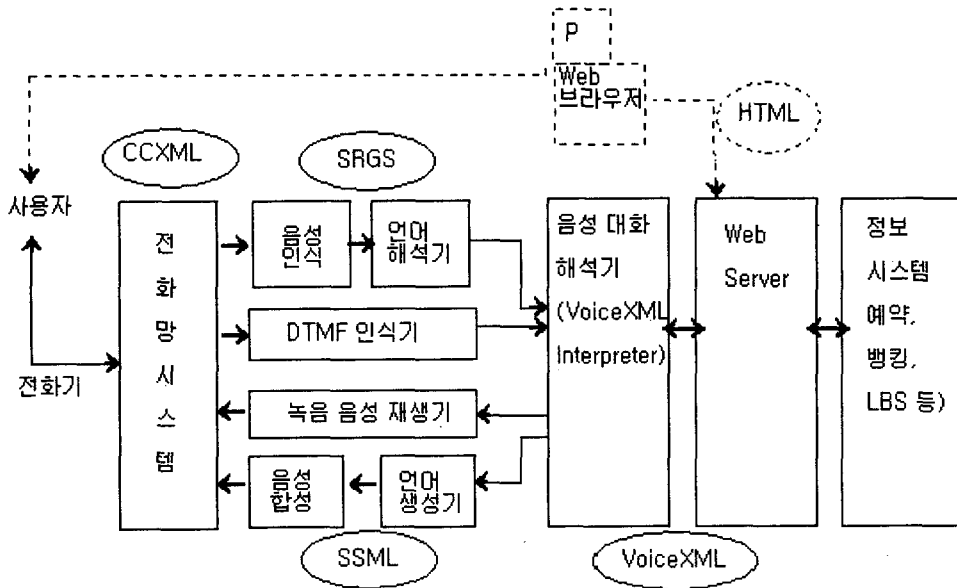 P
Web
브라우저
HTML
CCXML
SRGS
사용자
전화기
전
화
망
시
스
템
음성
인식
언어
해석기
DTMF 인식기
녹음 음성 재생기
음성
합성
언어
생성기
SSML
음성 대화
해석기
(VoiceXML
Interpreter)
VoiceXML
Web
Server
정보
시스템
예약,
뱅킹,
LBS 등)